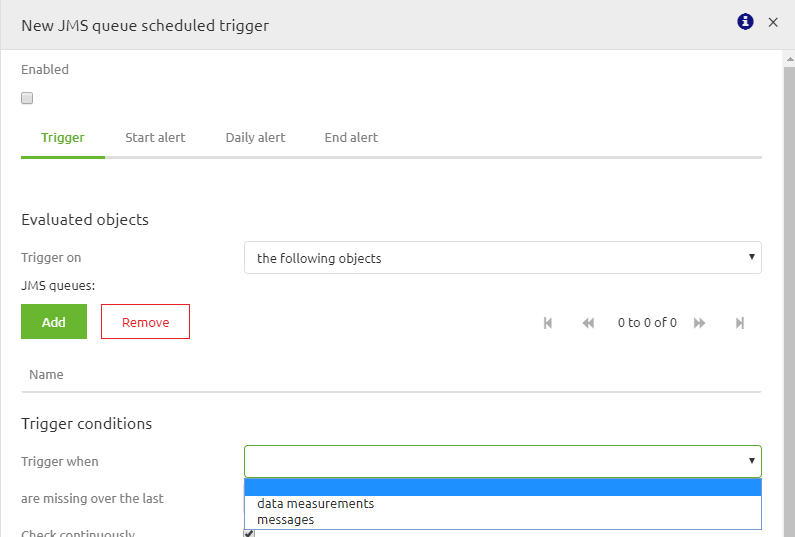 New JMS queue scheduled trigger
Enabled
Trigger Start alert Daily alert End alert
Evaluated objects
Trigger on the following objects
JMS queues:
Add Remove 0 to 0 of 0
Name
Trigger conditions
Trigger when
are missing over the last
data measurements
messages
Check continuously